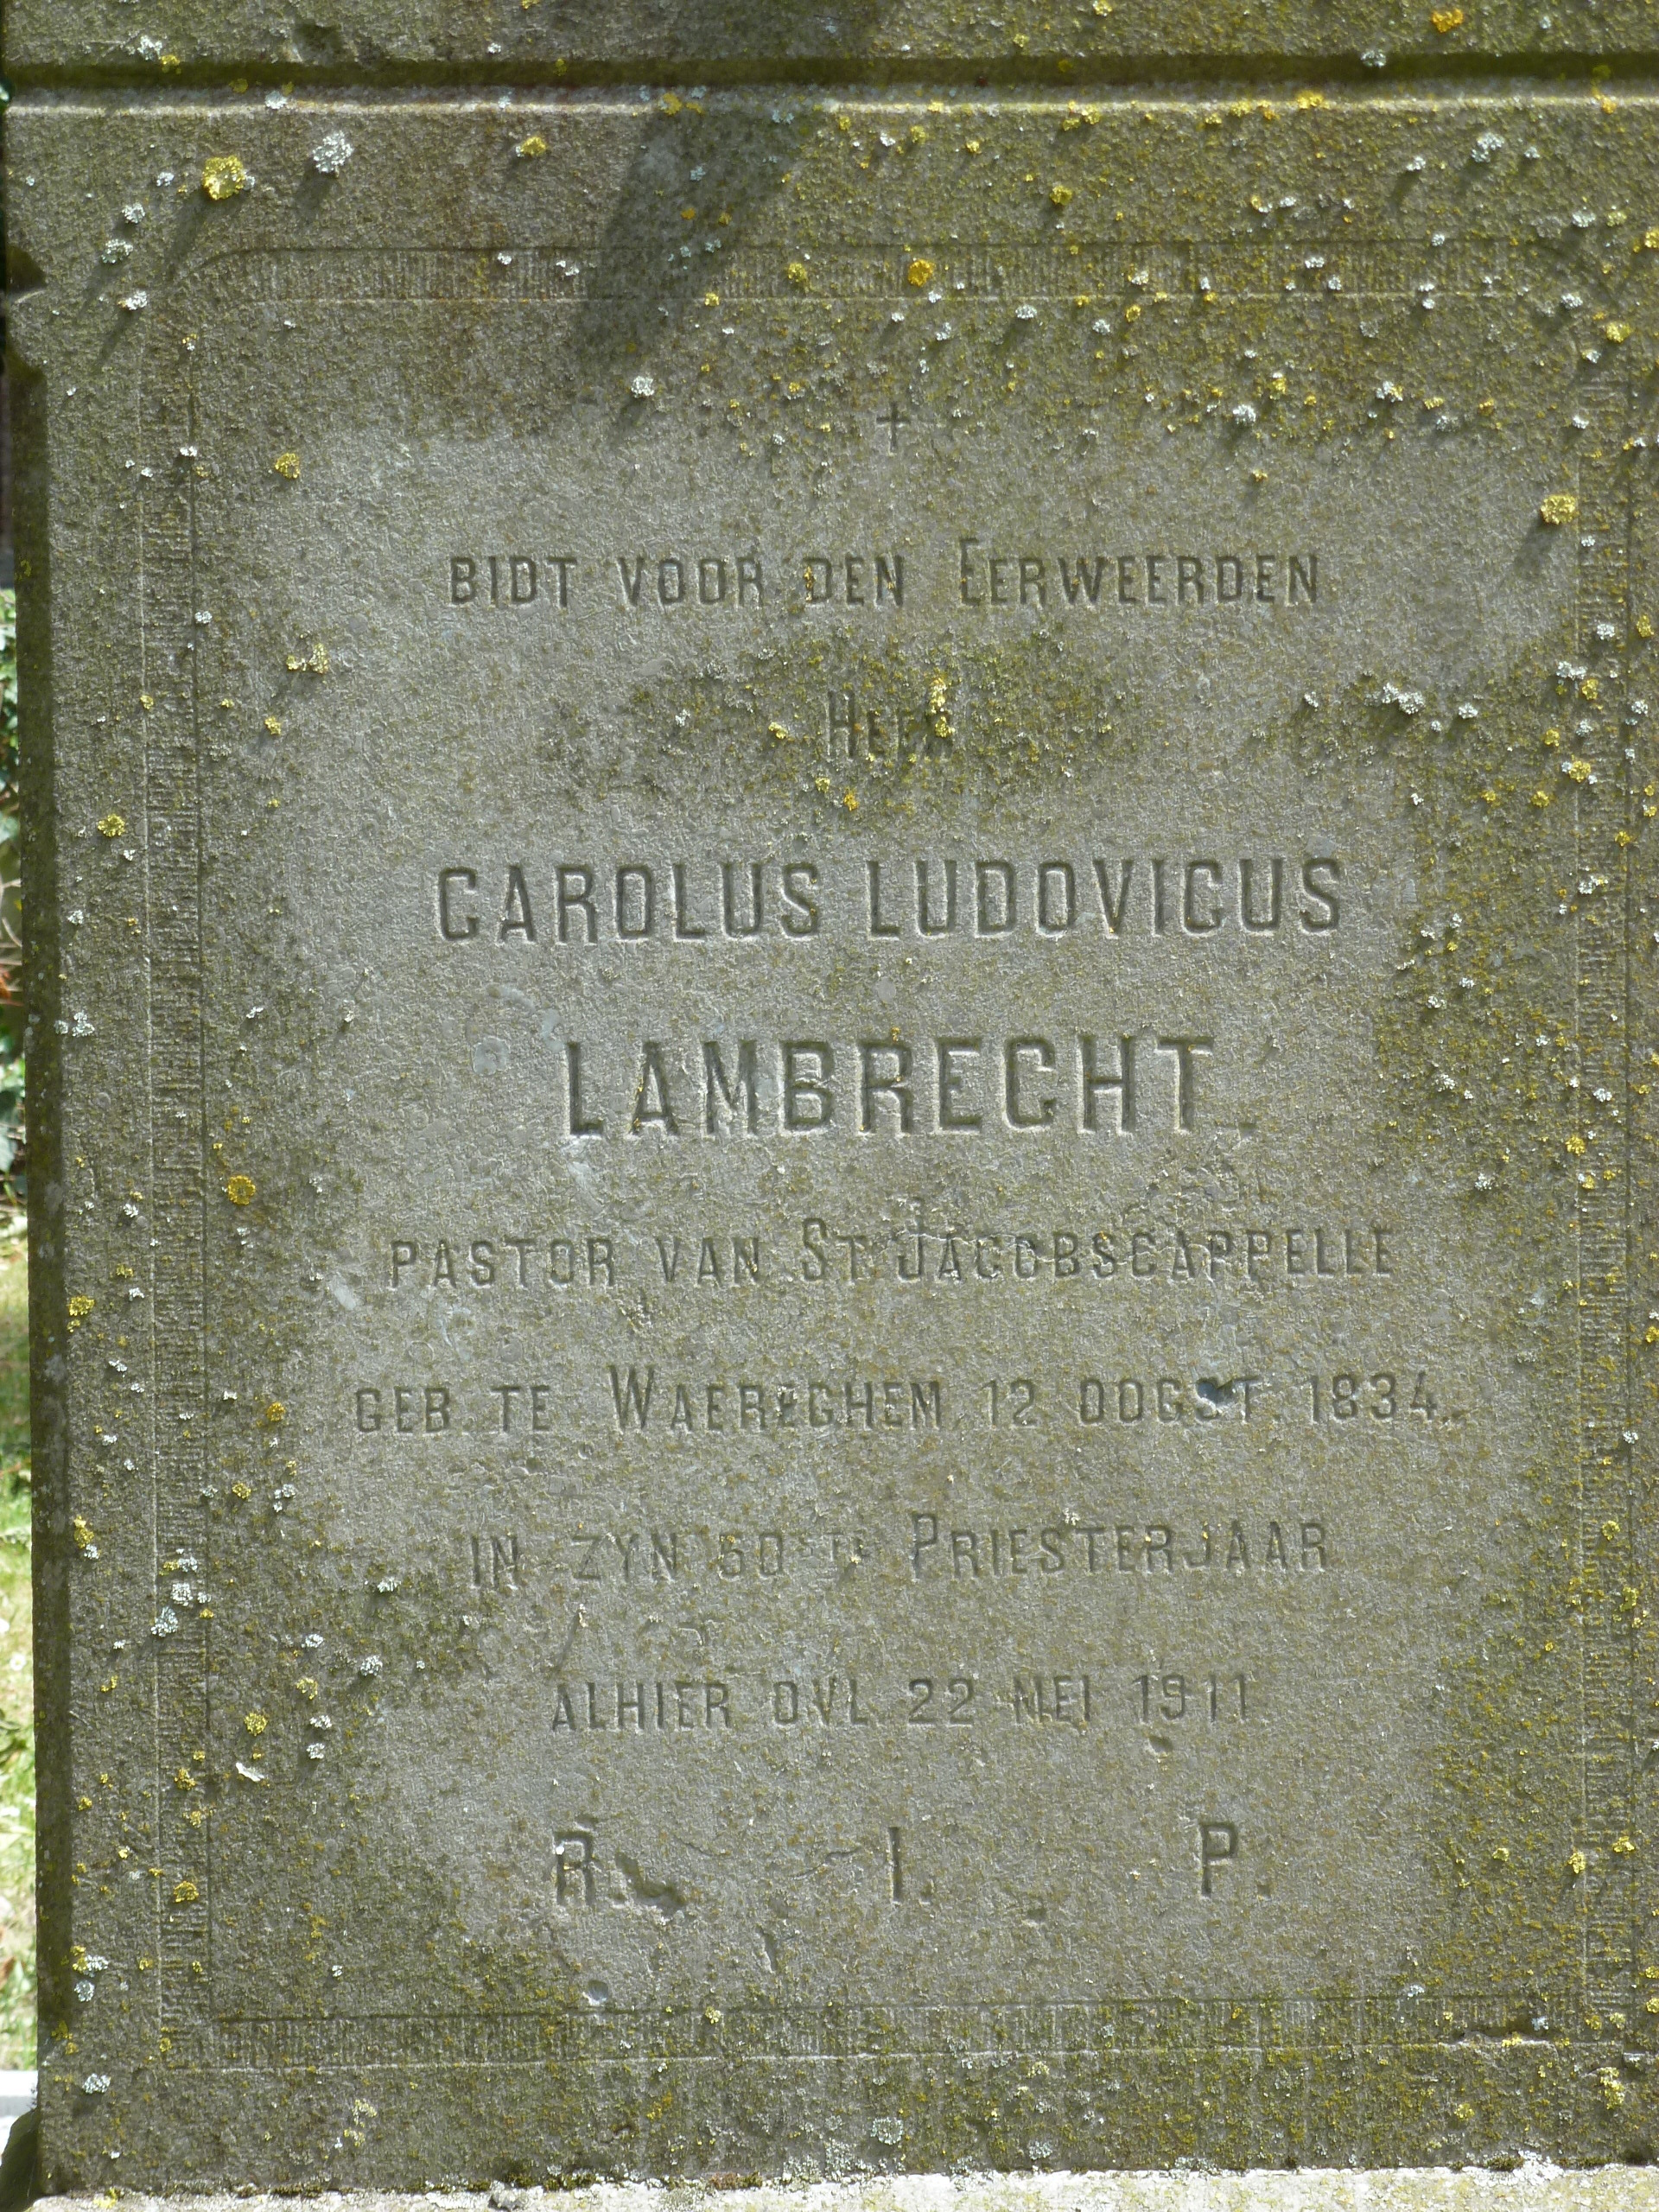 †
BIDT VOOR DEN EERWEERDEN
HEER
CAROLUS LUDOVICUS
LAMBRECHT.
PASTOR VAN ST JACOBSCAPPELLE
GEB. TE WAEREGHEM 12 OOGST. 1834.
IN ZYN 50STE PRIESTERJAAR
ALHIER OVL. 22 MEI 1911.
R. I. P.